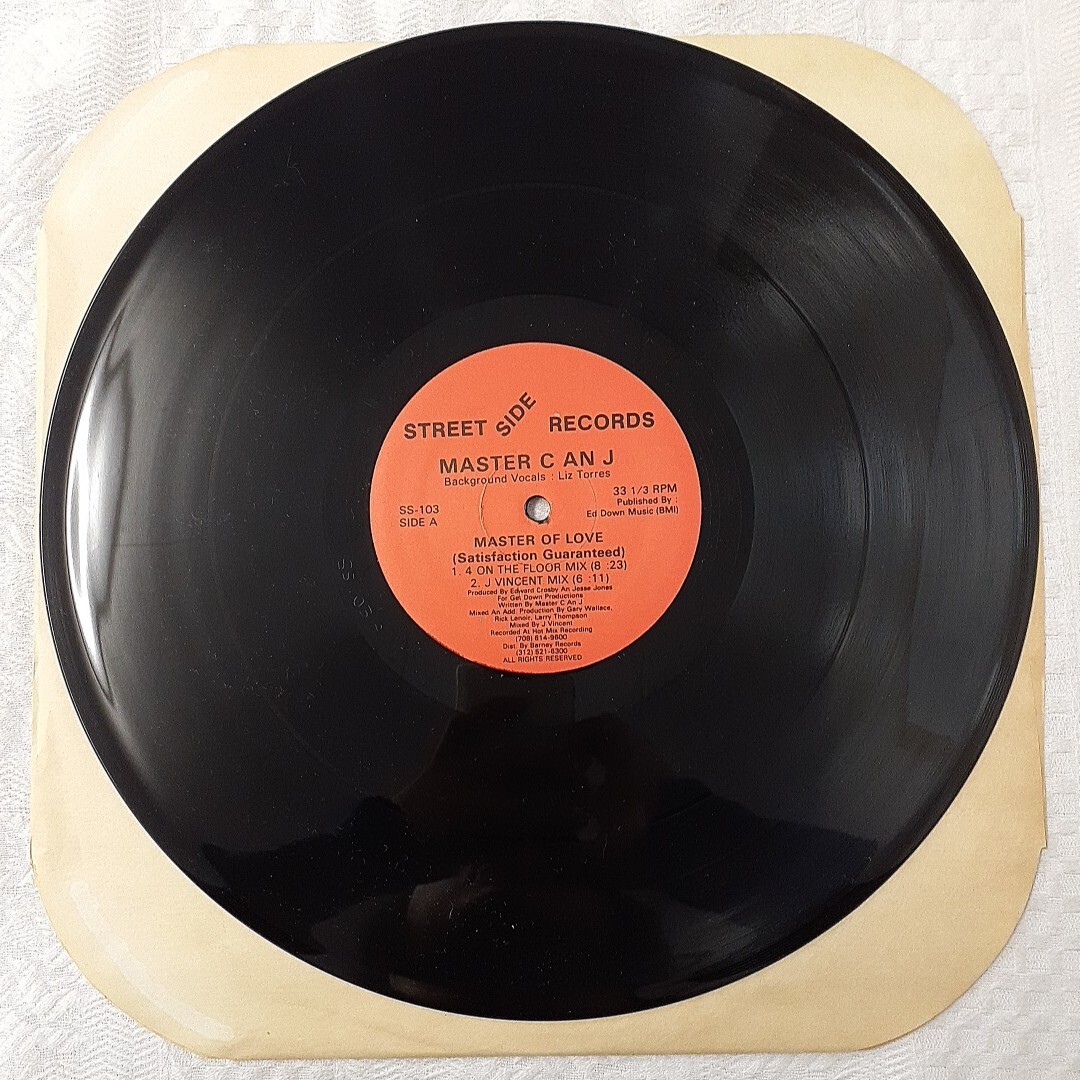 STREET SIDE RECORDS
MASTER C AN J
Background Vocals : Liz Torres
SS-103
SIDE A
33 1/3 RPM
Published By :
Ed Down Music (BMI)
MASTER OF LOVE
(Satisfaction Guaranteed)
1. 4 ON THE FLOOR MIX (8 :23)
2. J VINCENT MIX (6 :11)
Produced By Edward Crosby An Jesse Jones
For Get Down Productions
Written By Master C An J
Mixed An Add. Production By Gary Wallace,
Rick Lenoir, Larry Thompson
Mixed By J Vincent
Recorded At Hot Mix Recording
(708) 614-9600
Dist. By Barney Records
(312) 521-6300
ALL RIGHTS RESERVED